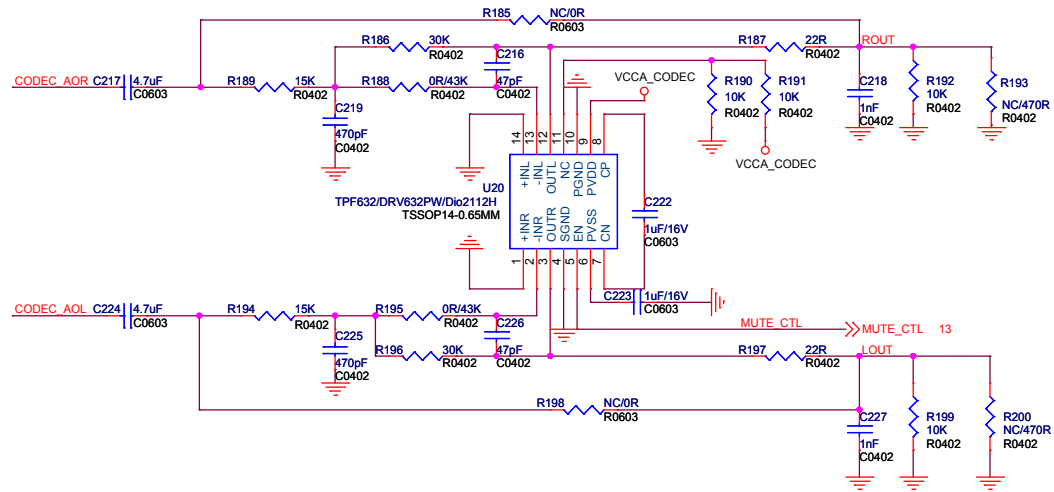 R185 NC/0R
R0603
R186 30K
R0402
C216
47pF
C0402
R187 22R
R0402
ROUT
CODEC_AOR
C217 4.7uF
C0603
R189 15K
R0402
R188 0R/43K
R0402
C219
470pF
C0402
VCCA_CODEC
R190
10K
R0402
R191
10K
R0402
VCCA_CODEC
C218
1nF
C0402
R192
10K
R0402
R193
NC/470R
R0402
14 13 12 11 10 9 8
+INL -INL OUTL NC PGND PVDD CP
U20
TPF632/DRV632PW/Dio2112H
TSSOP14-0.65MM
+INR -INR OUTR SGND EN PVSS CN
1 2 3 4 5 6 7
C222
1uF/16V
C0603
C223 1uF/16V
C0603
CODEC_AOL
C224 4.7uF
C0603
R194 15K
R0402
R195 0R/43K
R0402
C225
470pF
C0402
R196 30K
R0402
C226
47pF
C0402
MUTE_CTL
MUTE_CTL 13
R197 22R
R0402
LOUT
R198 NC/0R
R0603
C227
1nF
C0402
R199
10K
R0402
R200
NC/470R
R0402